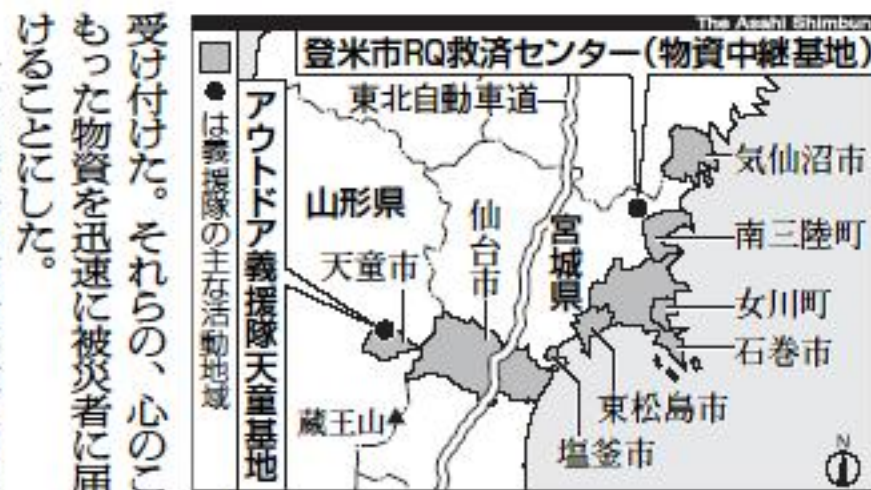 The Asahi Shimbun
登米市RQ救済センター(物資中継基地)
東北自動車道
気仙沼市
山形県
仙台市
宮城県
南三陸町
天童市
女川町
石巻市
蔵王山
東松島市
塩釜市
N
アウトドア義援隊天童基地
は義援隊の主な活動地域
受け付けた。それらの、心のこ
もった物資を迅速に被災者に届
けることにした。